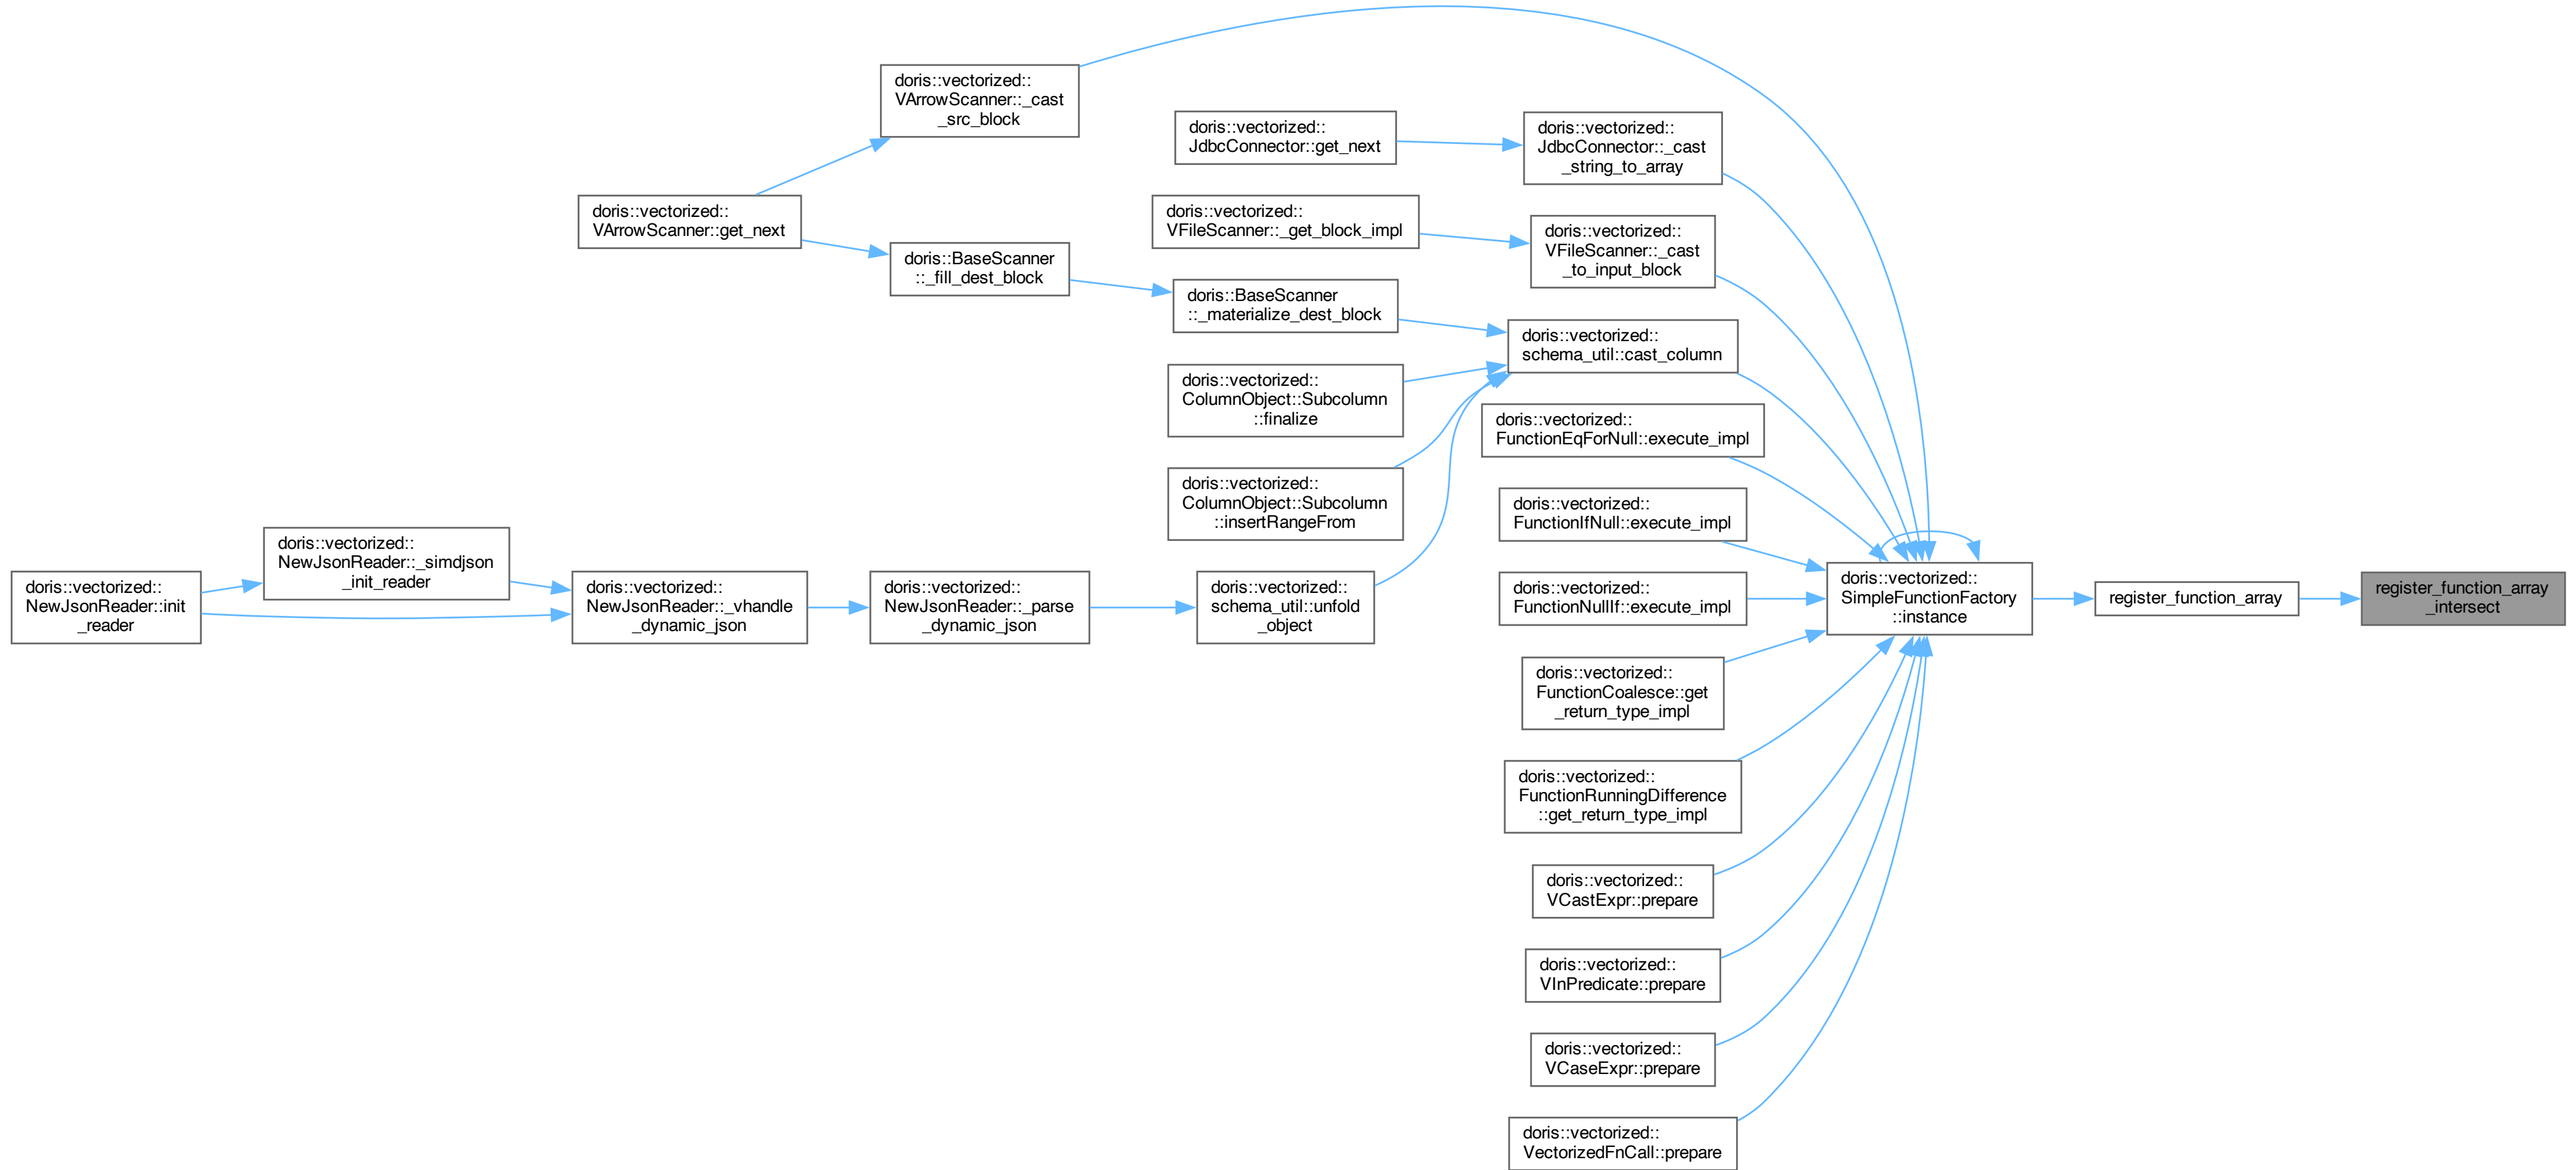 doris::vectorized::
VArrowScanner::_cast
_src_block
doris::vectorized::
JdbcConnector::get_next
doris::vectorized::
JdbcConnector::_cast
_string_to_array
doris::vectorized::
VArrowScanner::get_next
doris::vectorized::
VFileScanner::_get_block_impl
doris::vectorized::
VFileScanner::_cast
_to_input_block
doris::BaseScanner
::_fill_dest_block
doris::BaseScanner
::_materialize_dest_block
doris::vectorized::
schema_util::cast_column
doris::vectorized::
ColumnObject::Subcolumn
::finalize
doris::vectorized::
FunctionEqForNull::execute_impl
doris::vectorized::
ColumnObject::Subcolumn
::insertRangeFrom
doris::vectorized::
FunctionIfNull::execute_impl
doris::vectorized::
NewJsonReader::init
_reader
doris::vectorized::
NewJsonReader::_simdjson
_init_reader
doris::vectorized::
NewJsonReader::_vhandle
_dynamic_json
doris::vectorized::
NewJsonReader::_parse
_dynamic_json
doris::vectorized::
schema_util::unfold
_object
doris::vectorized::
FunctionNullIf::execute_impl
doris::vectorized::
SimpleFunctionFactory
::instance
register_function_array
register_function_array
_intersect
doris::vectorized::
FunctionCoalesce::get
_return_type_impl
doris::vectorized::
FunctionRunningDifference
::get_return_type_impl
doris::vectorized::
VCastExpr::prepare
doris::vectorized::
VInPredicate::prepare
doris::vectorized::
VCaseExpr::prepare
doris::vectorized::
VectorizedFnCall::prepare